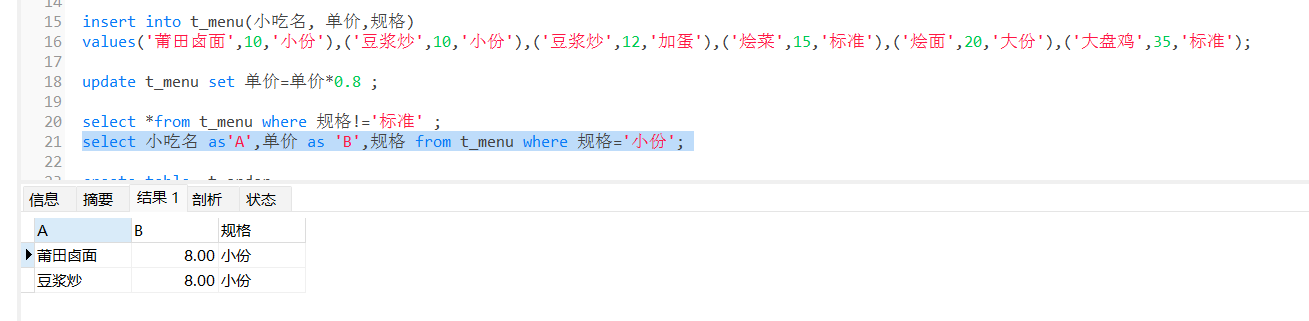 14
15 insert into t_menu(小吃名, 单价,规格)
16 values('莆田卤面',10,'小份'),('豆浆炒',10,'小份'),('豆浆炒',12,'加蛋'),('烩菜',15,'标准'),('烩面',20,'大份'),('大盘鸡',35,'标准');
17
18 update t_menu set 单价=单价*0.8 ;
19
20 select *from t_menu where 规格!='标准' ;
21 select 小吃名 as'A',单价 as 'B',规格 from t_menu where 规格='小份';
22
23 create table t_order
信息 摘要 结果 1 剖析 状态
A B 规格
莆田卤面 8.00 小份
豆浆炒 8.00 小份